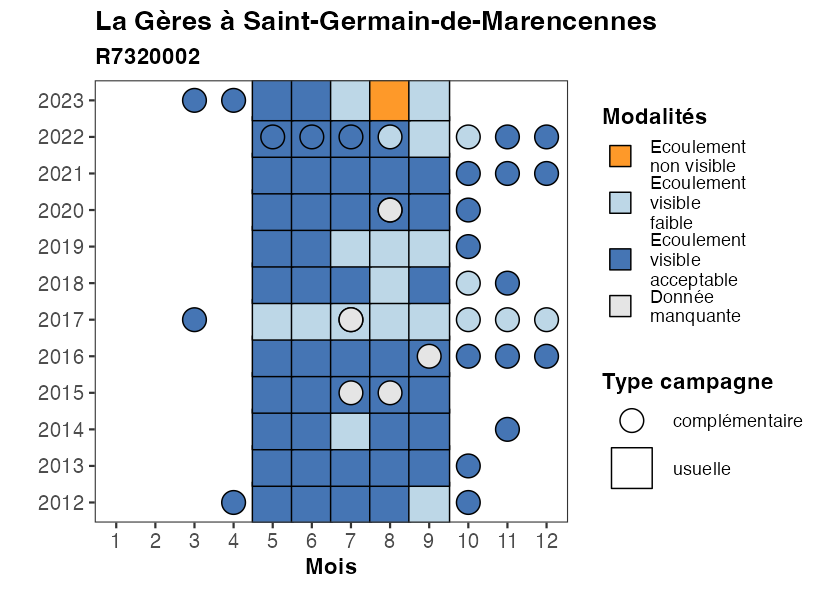 La Gères à Saint-Germain-de-Marencennes
R7320002
2023
2022
2021
2020
2019
2018
2017
2016
2015
2014
2013
2012
1 2 3 4 5 6 7 8 9 10 11 12
Mois
Modalités
Ecoulement
non visible
Ecoulement
visible
faible
Ecoulement
visible
acceptable
Donnée
manquante
Type campagne
complémentaire
usuelle